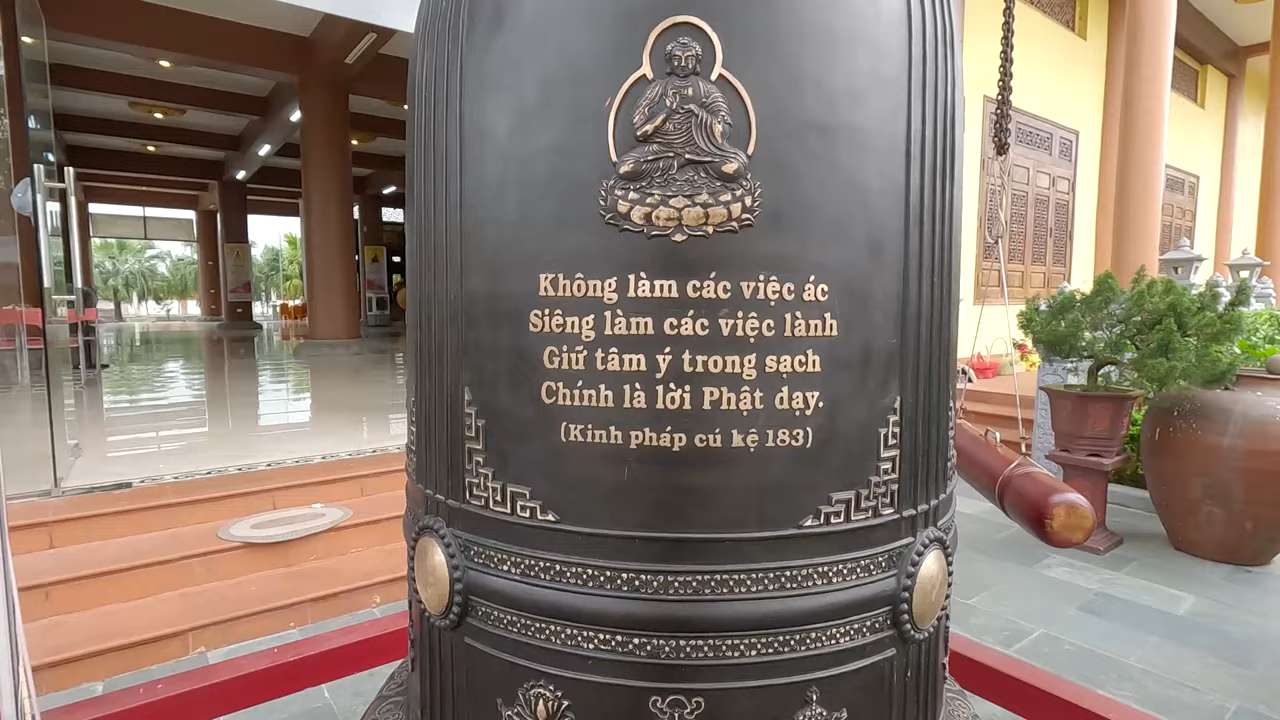 Không làm các việc ác
Siêng làm các việc lành
Giữ tâm ý trong sạch
Chính là lời Phật dạy.
(Kinh pháp cú kệ 183)